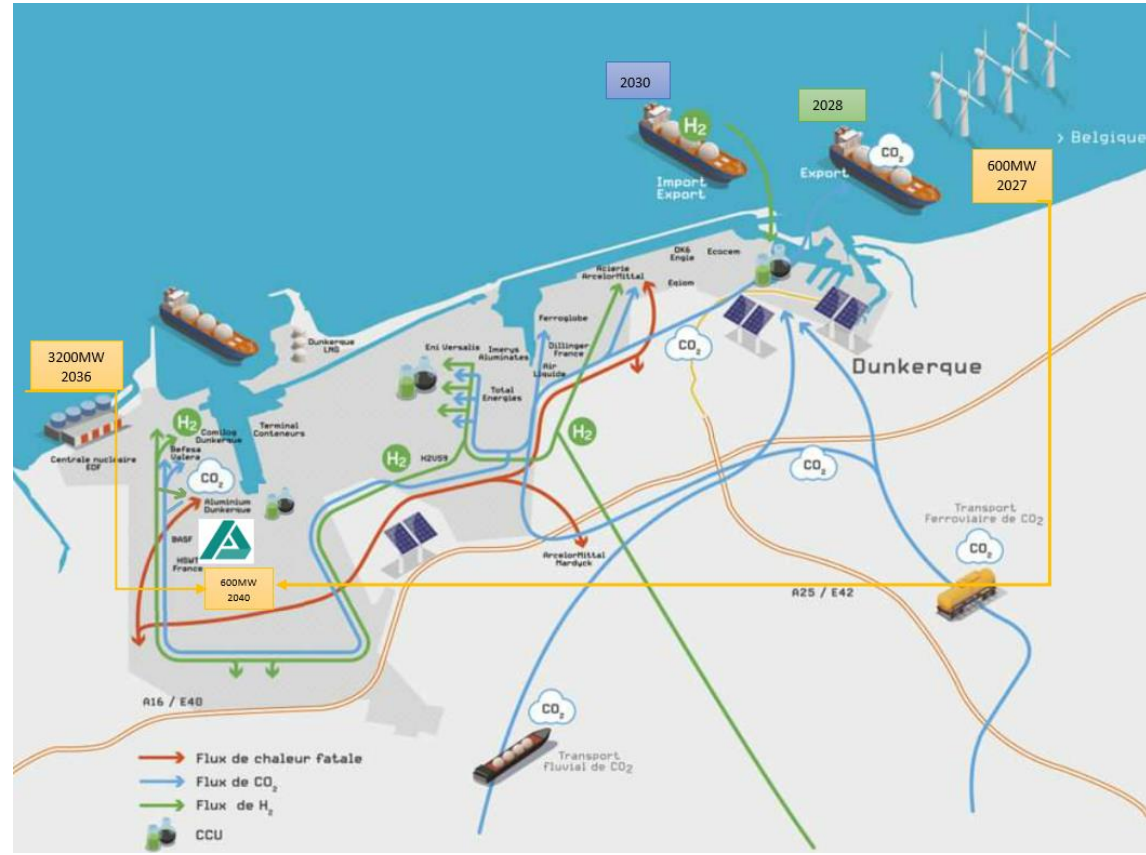 2030
2028
H2
CO2
> Belgique
Import
Export
Export
600MW
2027
DK6
Engie
Ecocem
Acierie
ArcelorMittal
Eqiom
Ferroglobe
Dunkerque
LNG
Eni Versalis
Imerys
Aluminates
Dillinger
France
Air
Liquide
CO2
Dunkerque
3200MW
2036
Total
Energies
H2
Comilog
Dunkerque
Terminal
Conteneurs
Befesa
Valera
Centrale nucléaire
EDF
H2
H2V59
H2
CO2
CO2
Aluminium
Dunkerque
Transport
Ferroviaire de CO2
CO2
BASF
HSWT
France
ArcelorMittal
Mardyck
600MW
2040
A25 / E42
A16 / E40
CO2
Transport
fluvial de CO2
Flux de chaleur fatale
Flux de CO2
Flux de H2
CCU